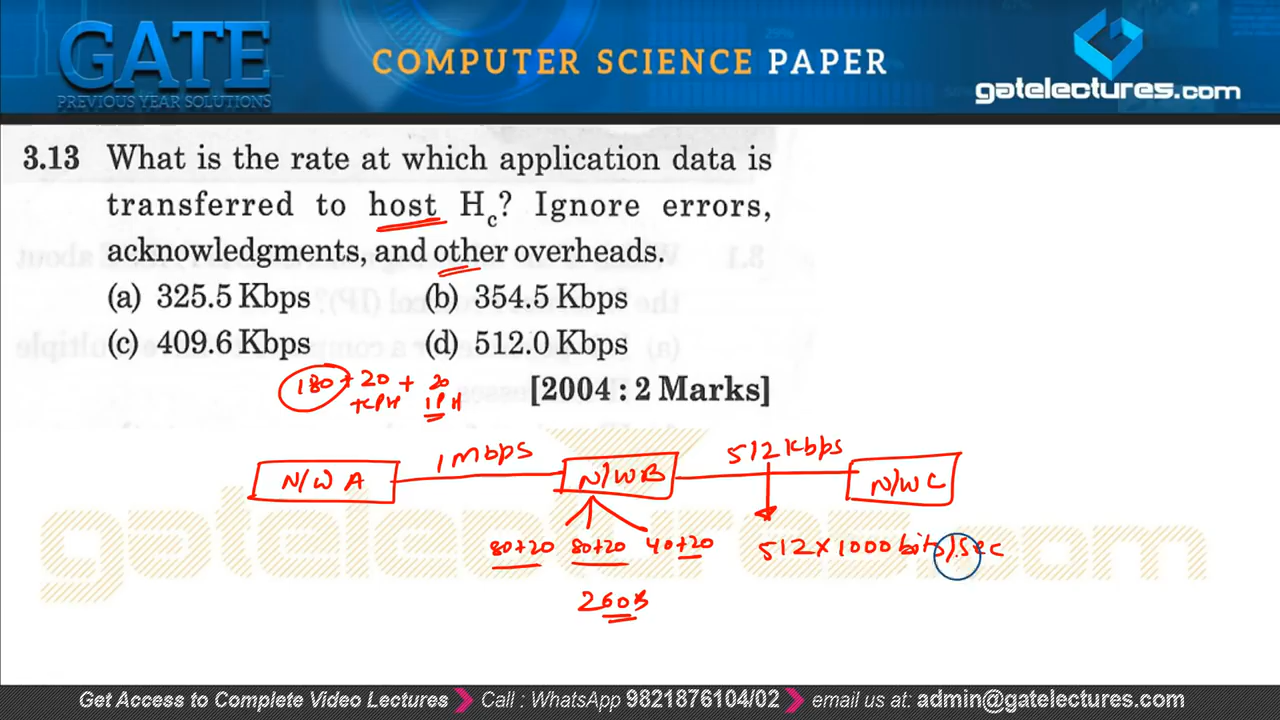 GATE
PREVIOUS YEAR SOLUTIONS
COMPUTER SCIENCE PAPER
gatelectures.com
3.13 What is the rate at which application data is
transferred to host Hc? Ignore errors,
acknowledgments, and other overheads.
(a) 325.5 Kbps (b) 354.5 Kbps
(c) 409.6 Kbps (d) 512.0 Kbps
[2004 : 2 Marks]
180 + 20 + 20
TCPH IPH
N/W A 1 Mbps N/W B 512 Kbps N/W C
80+20 80+20 40+20 512 × 1000 bits/sec
260B
gatelectures.com
Get Access to Complete Video Lectures Call : WhatsApp 9821876104/02 email us at: admin@gatelectures.com